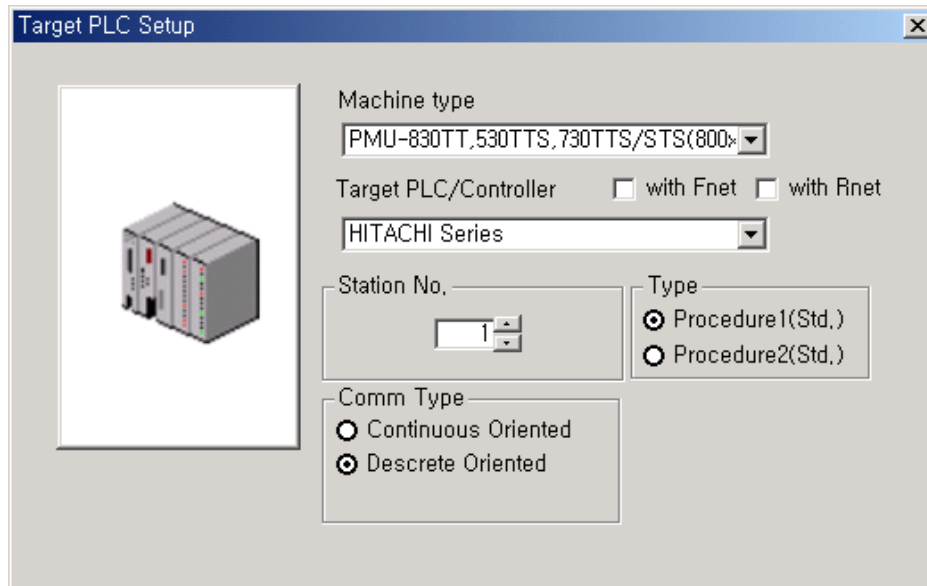 Target PLC Setup
Machine type
PMU-830TT,530TTS,730TTS/STS(800x
Target PLC/Controller with Fnet with Rnet
HITACHI Series
Station No.
1
Type
Procedure1(Std.)
Procedure2(Std.)
Comm Type
Continuous Oriented
Descrete Oriented